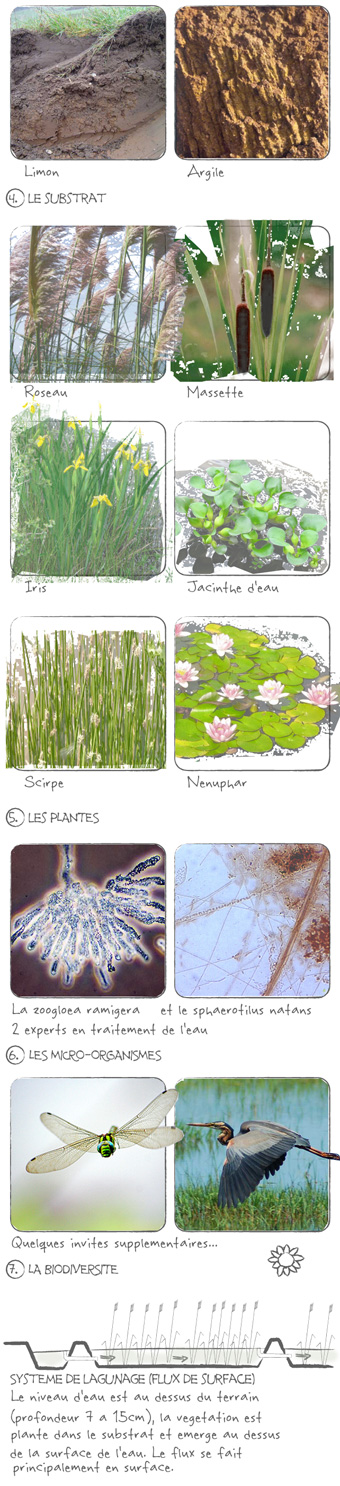 Limon
Argile
4. LE SUBSTRAT
Roseau
Massette
Iris
Jacinthe d'eau
Scirpe
Nenuphar
5. LES PLANTES
La zoogloea ramigera et le sphaerotilus natans
2 experts en traitement de l'eau
6. LES MICRO-ORGANISMES
Quelques invites supplementaires...
7. LA BIODIVERSITE
SYSTEME DE LAGUNAGE (FLUX DE SURFACE)
Le niveau d'eau est au dessus du terrain
(profondeur 7 a 15cm), la vegetation est
plante dans le substrat et emerge au dessus
de la surface de l'eau. Le flux se fait
principalement en surface.